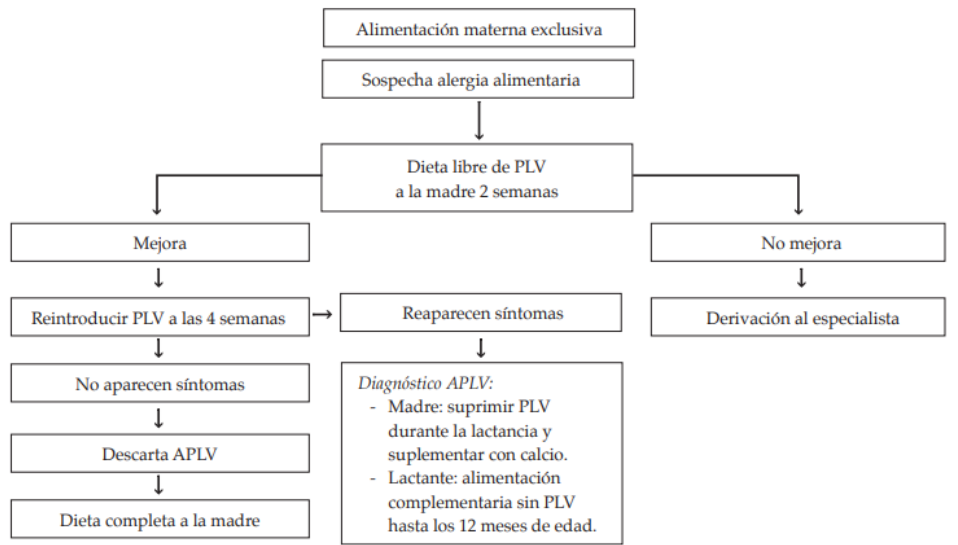 Alimentación materna exclusiva
Sospecha alergia alimentaria
Dieta libre de PLV
a la madre 2 semanas
Mejora
No mejora
Reintroducir PLV a las 4 semanas
Reaparecen síntomas
Derivación al especialista
No aparecen síntomas
Descarta APLV
Dieta completa a la madre
Diagnóstico APLV:
- Madre: suprimir PLV
durante la lactancia y
suplementar con calcio.
- Lactante: alimentación
complementaria sin PLV
hasta los 12 meses de edad.